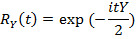 R_Y(t) = exp (-itY/2)